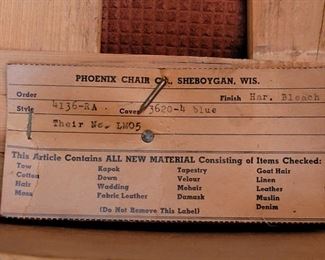 PHOENIX CHAIR CO., SHEBOYGAN, WIS.
Order Finish Har. Bleach
Style 4136-RA Cover 3620-4 blue
Their No. LM05
This Article Contains ALL NEW MATERIAL Consisting of Items Checked:
Tow Kapok Tapestry Goat Hair
Cotton Down Velour Linen
Hair Wadding Mohair Leather
Moss Fabric Leather Damask Muslin
(Do Not Remove This Label) Denim